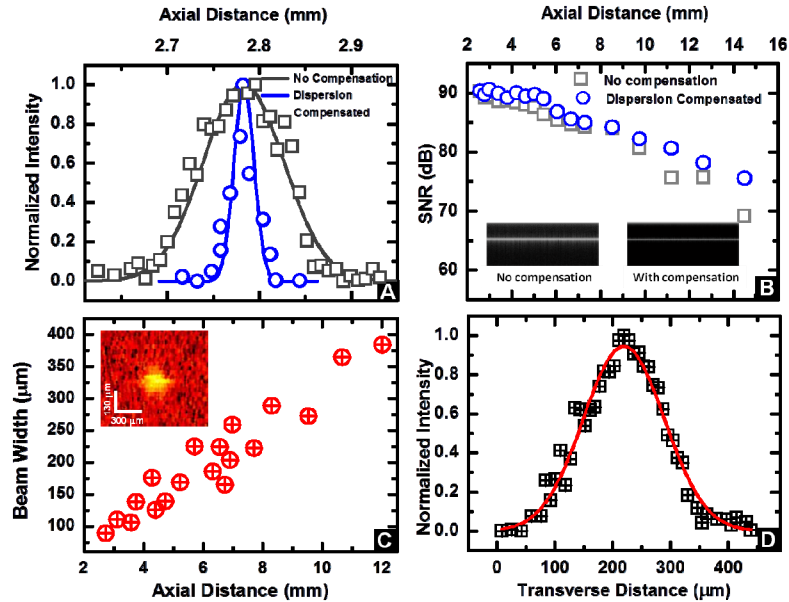 Axial Distance (mm)
2.7 2.8 2.9
Normalized Intensity
1.0
0.8
0.6
0.4
0.2
0.0
No Compensation
Dispersion
Compensated
A
Axial Distance (mm)
2 4 6 8 10 12 14 16
SNR (dB)
90
80
70
60
No compensation
Dispersion Compensated
No compensation
With compensation
B
Beam Width (μm)
400
350
300
250
200
150
100
130 μm
300 μm
C
2 4 6 8 10 12
Axial Distance (mm)
Normalized Intensity
1.0
0.8
0.6
0.4
0.2
0.0
D
0 100 200 300 400
Transverse Distance (μm)